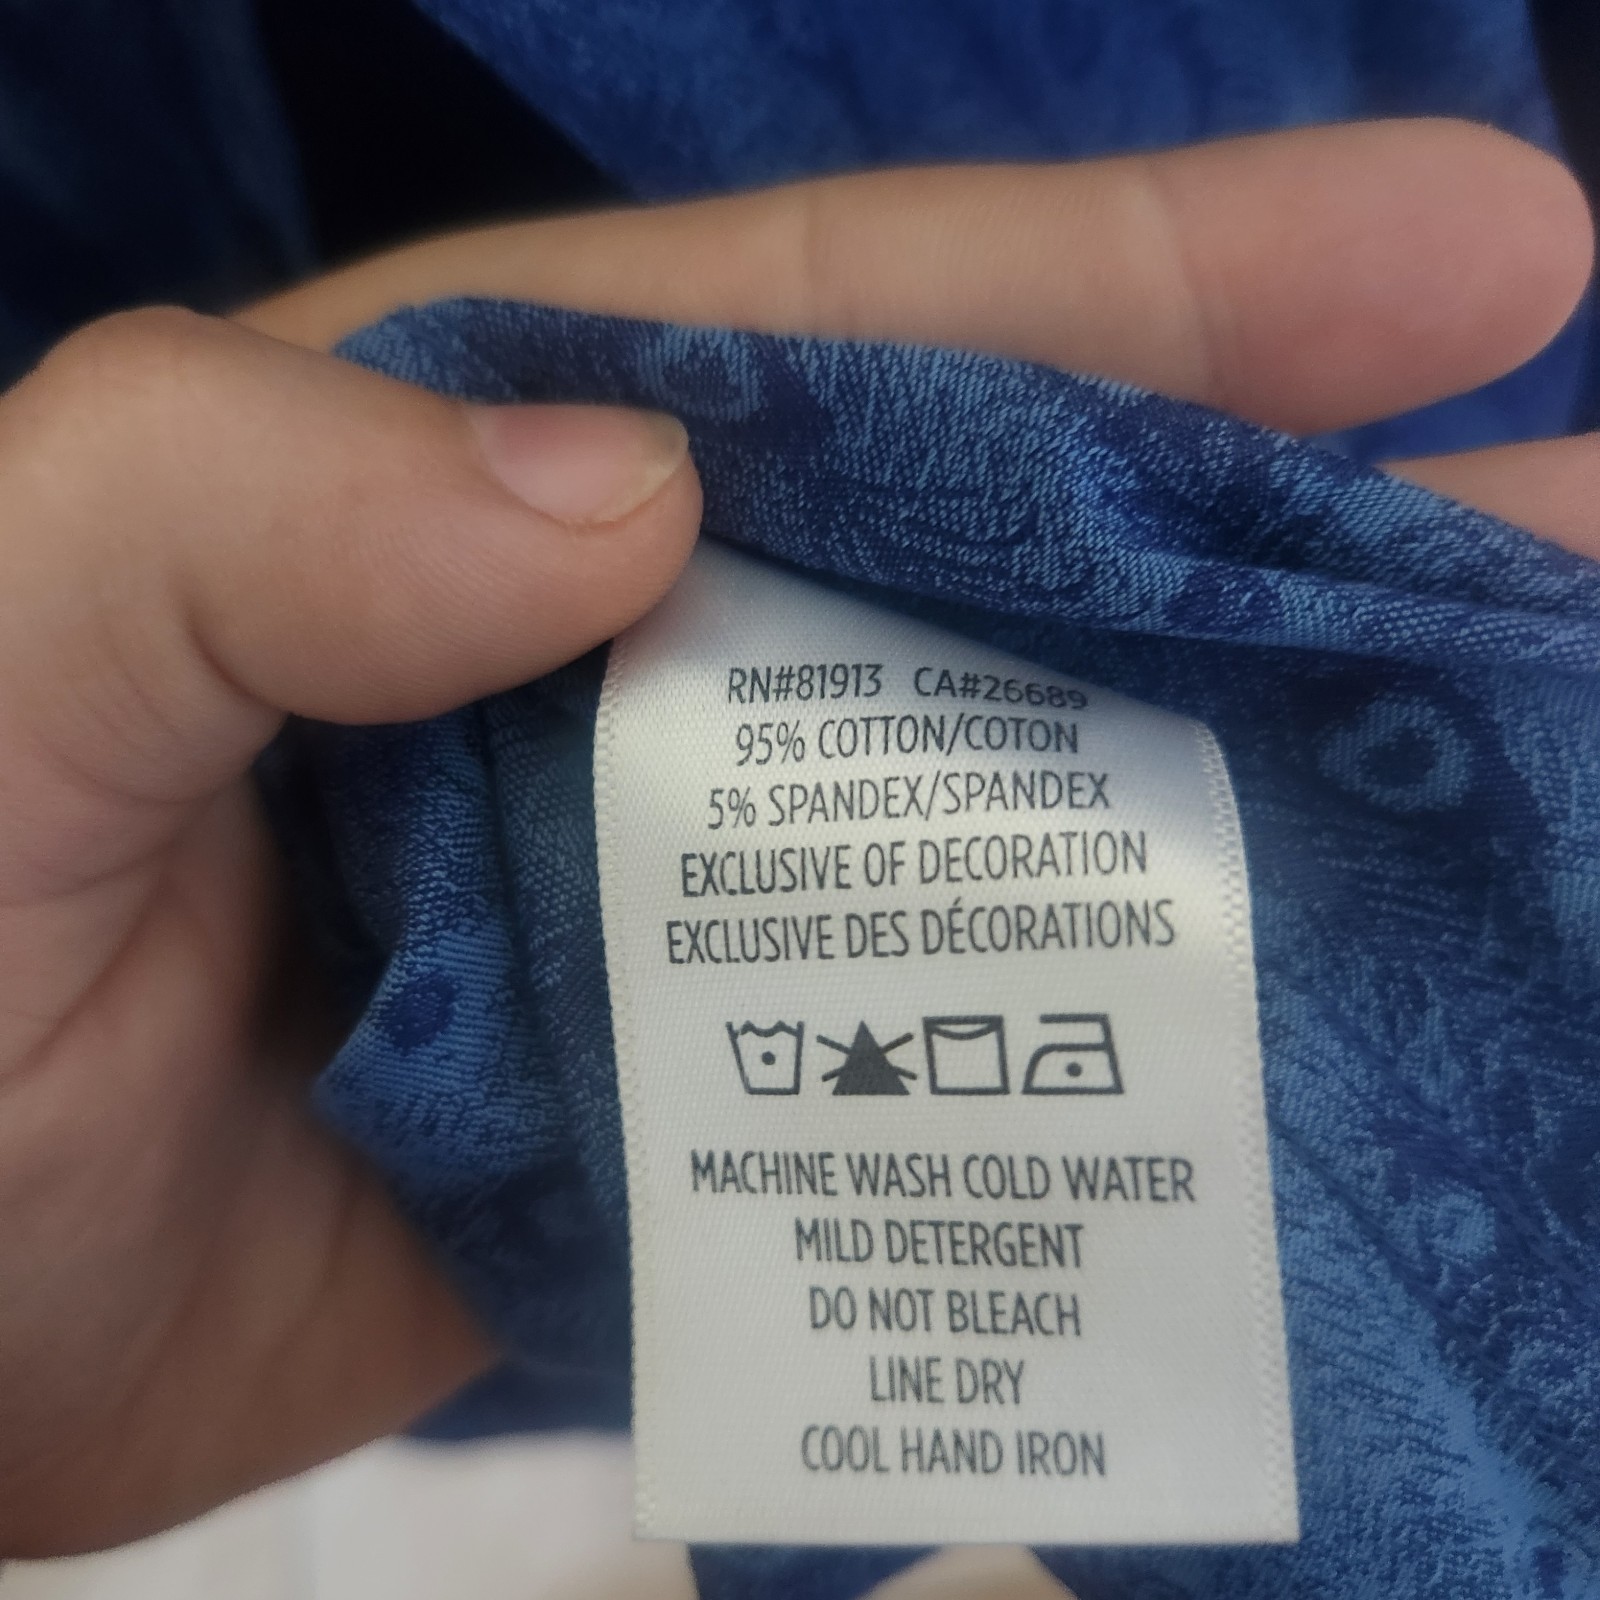 RN#81913 CA#26689
95% COTTON/COTON
5% SPANDEX/SPANDEX
EXCLUSIVE OF DECORATION
EXCLUSIVE DES DÉCORATIONS
MACHINE WASH COLD WATER
MILD DETERGENT
DO NOT BLEACH
LINE DRY
COOL HAND IRON